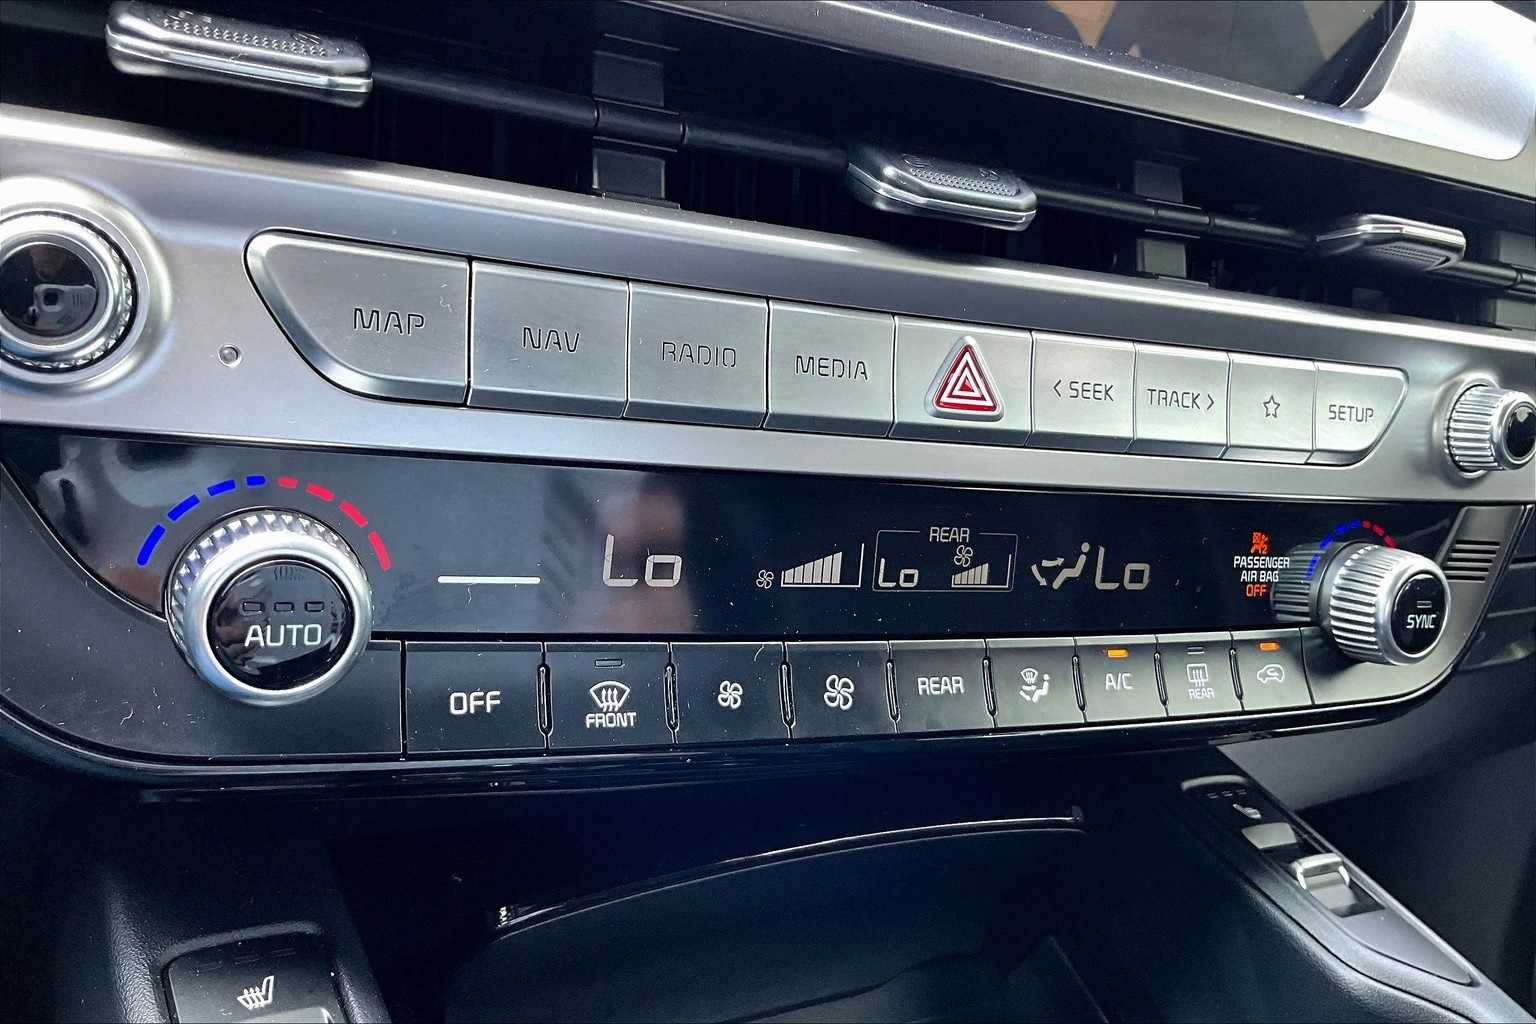 MAP
NAV
RADIO
MEDIA
< SEEK
TRACK >
SETUP
Lo
REAR
Lo
Lo
PASSENGER
AIR BAG
OFF
AUTO
SYNC
OFF
FRONT
REAR
A/C
REAR